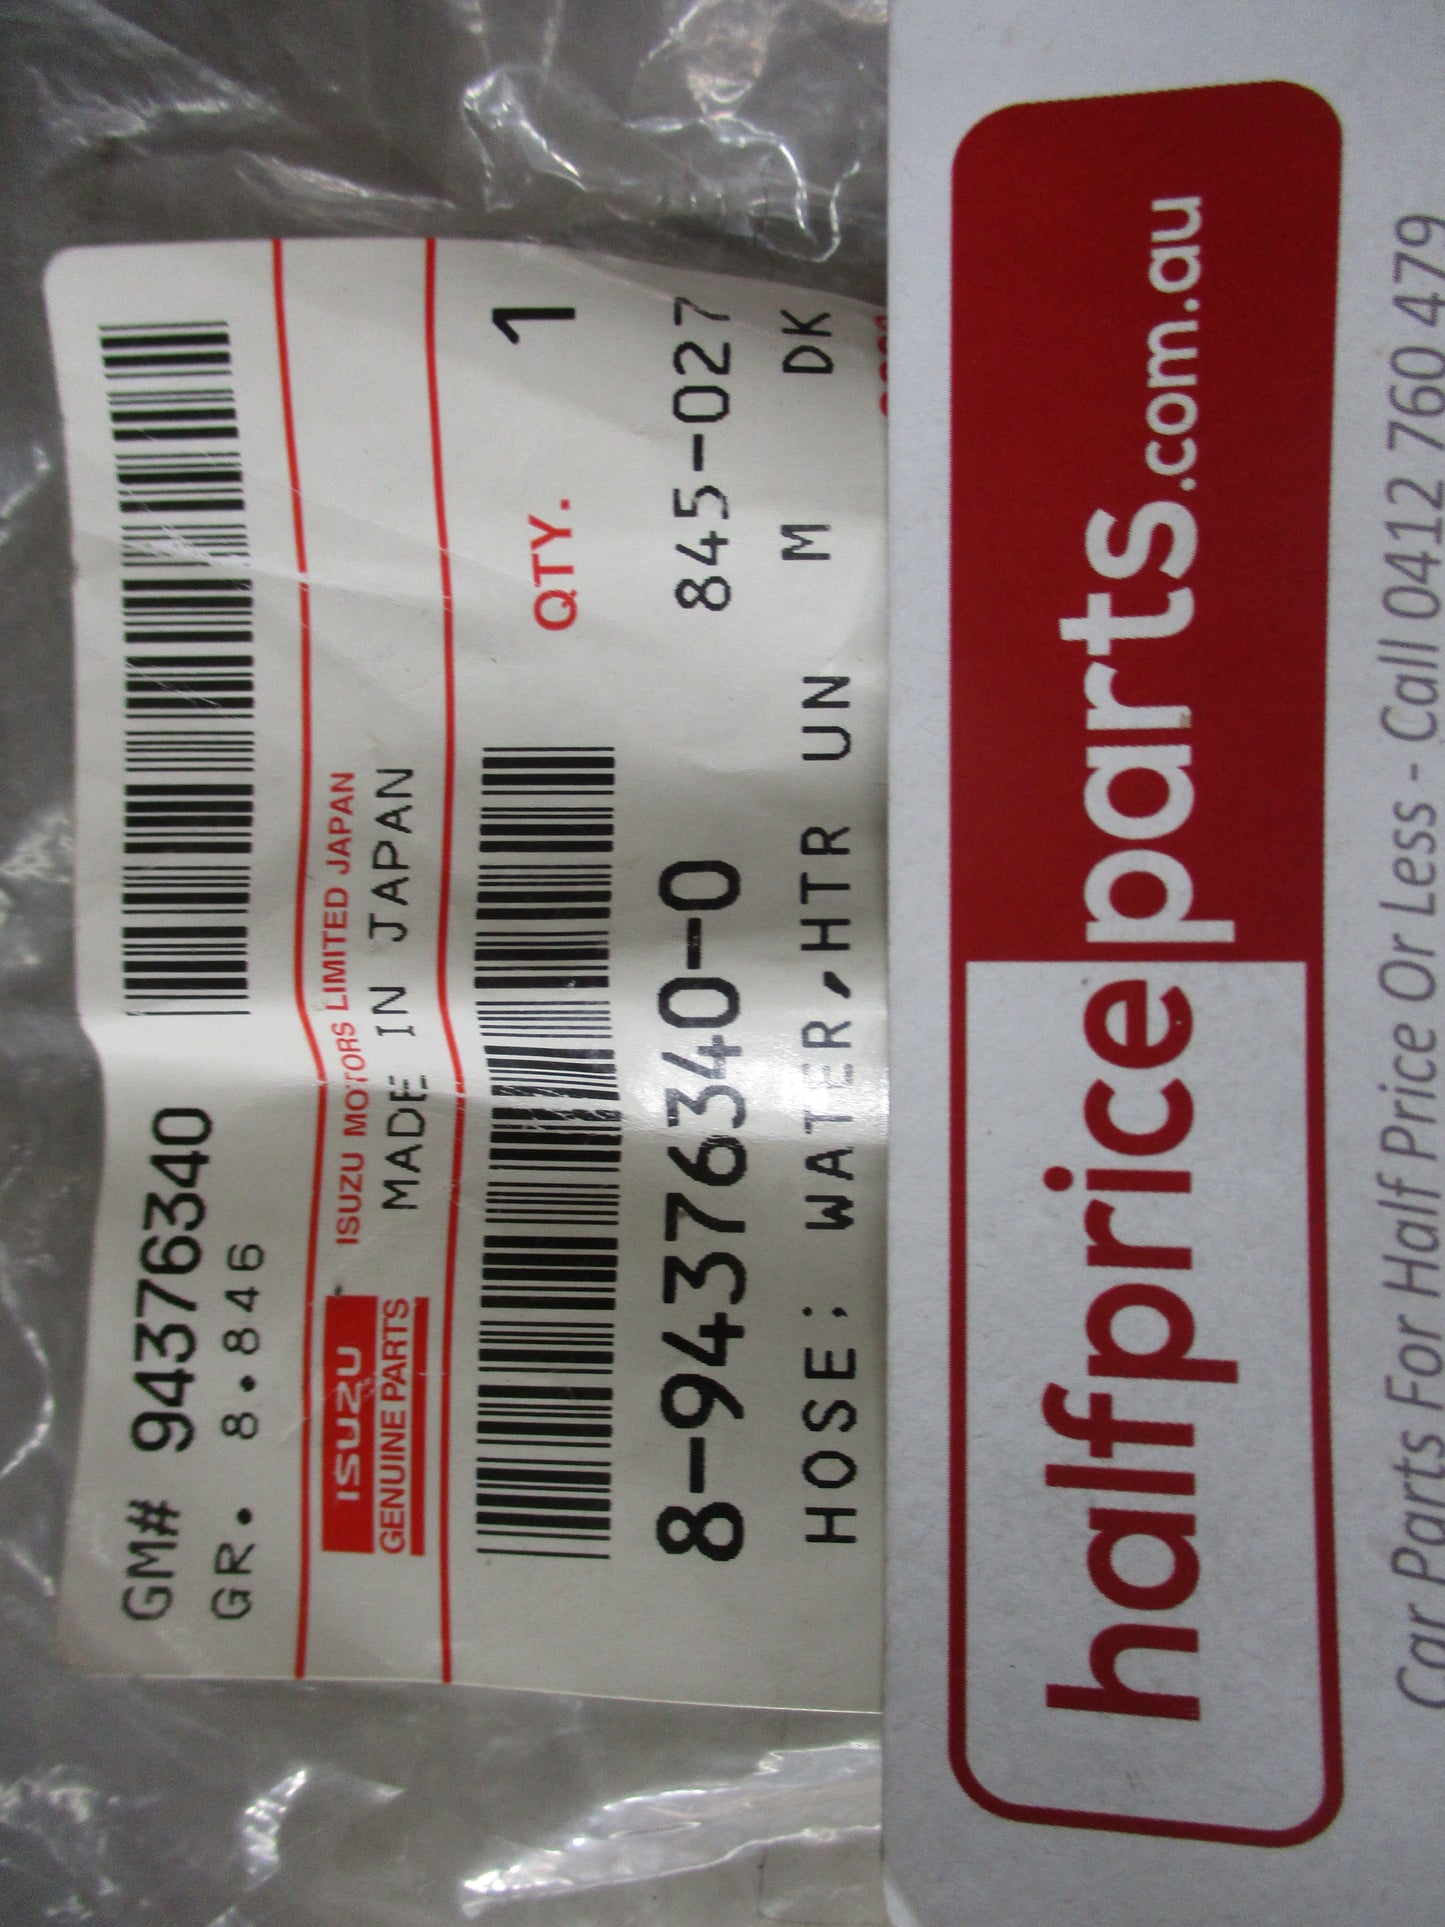 GM# 94376340
GR. 8.846
ISUZU
GENUINE PARTS
ISUZU MOTORS LIMITED JAPAN
MADE IN JAPAN
QTY. 1
8-94376340-0 845-027
HOSE; WATER,HTR UN M DK
halfpriceparts.com.au
Car Parts For Half Price Or Less - Call 0412 760 479